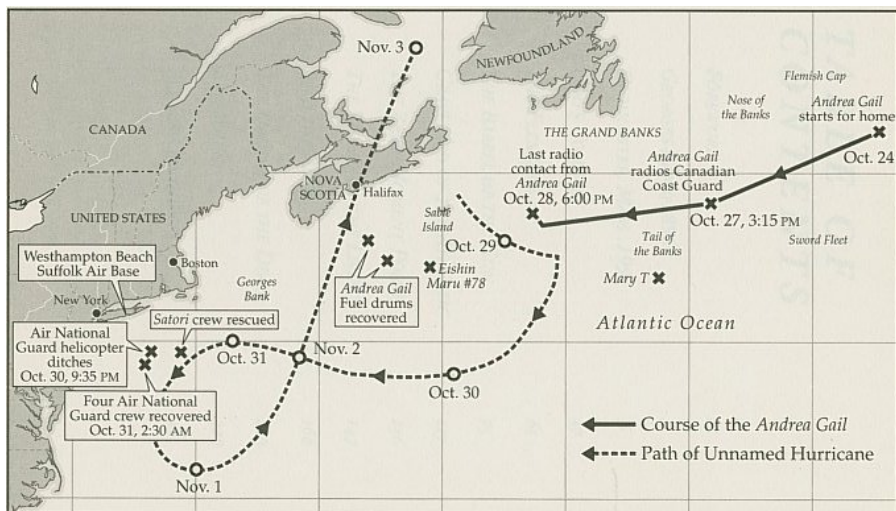 Nov. 3
NEWFOUNDLAND
Flemish Cap
Nose of
the Banks
Andrea Gail
starts for home
Oct. 24
CANADA
THE GRAND BANKS
Last radio
contact from
Andrea Gail
Oct. 28, 6:00 PM
Andrea Gail
radios Canadian
Coast Guard
Oct. 27, 3:15 PM
NOVA
SCOTIA
Halifax
UNITED STATES
Sable
Island
Oct. 29
Tail of
the Banks
Sword Fleet
Westhampton Beach
Suffolk Air Base
Boston
Eishin
Maru #78
Mary T
Georges
Bank
Andrea Gail
Fuel drums
recovered
New York
Satori crew rescued
Atlantic Ocean
Air National
Guard helicopter
ditches
Oct. 30, 9:35 PM
Oct. 31
Nov. 2
Oct. 30
Four Air National
Guard crew recovered
Oct. 31, 2:30 AM
Nov. 1
Course of the Andrea Gail
Path of Unnamed Hurricane